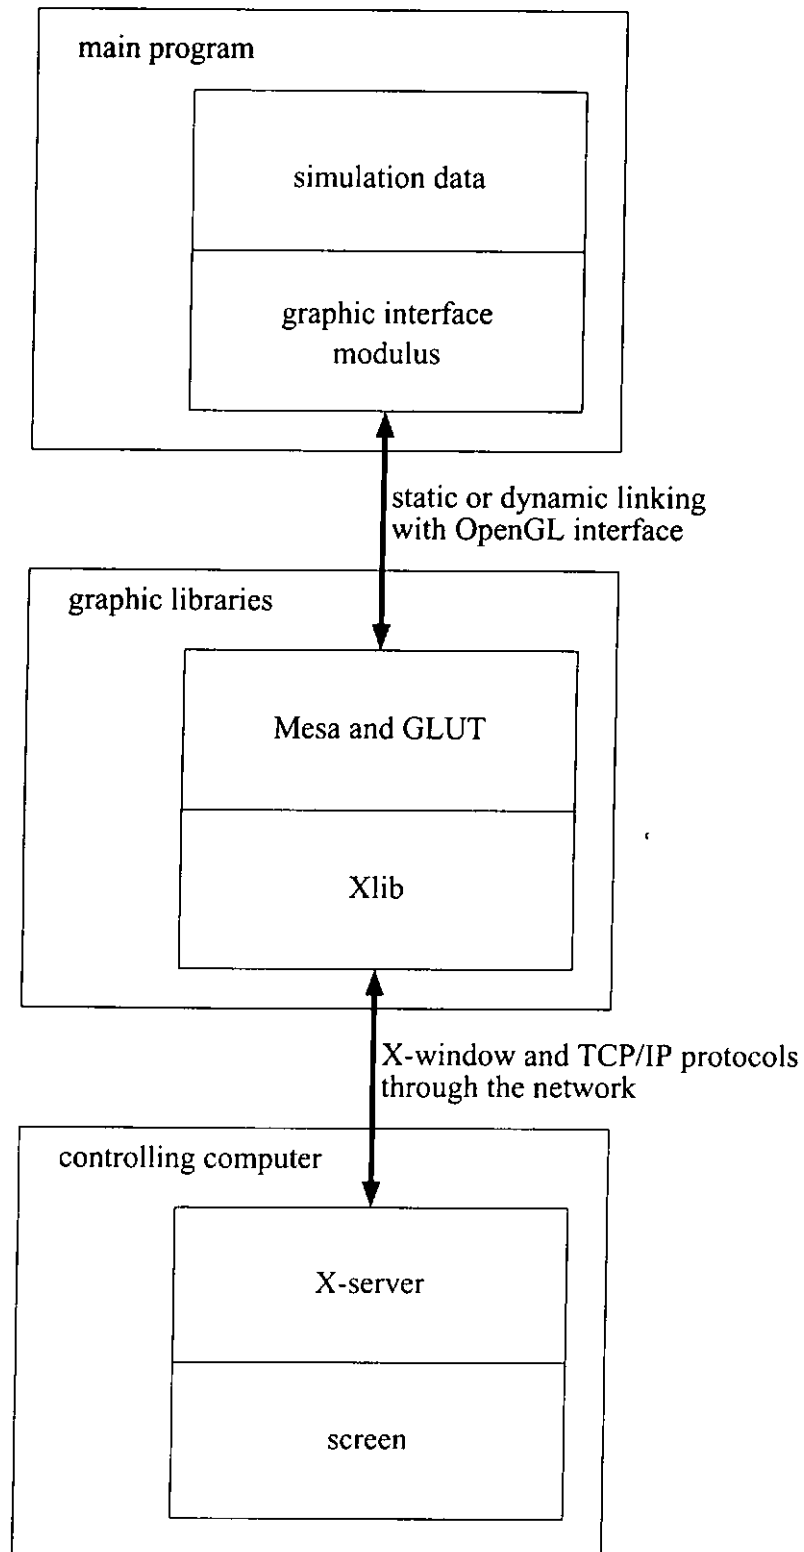 main program
simulation data
graphic interface
modulus
static or dynamic linking
with OpenGL interface
graphic libraries
Mesa and GLUT
Xlib
X-window and TCP/IP protocols
through the network
controlling computer
X-server
screen